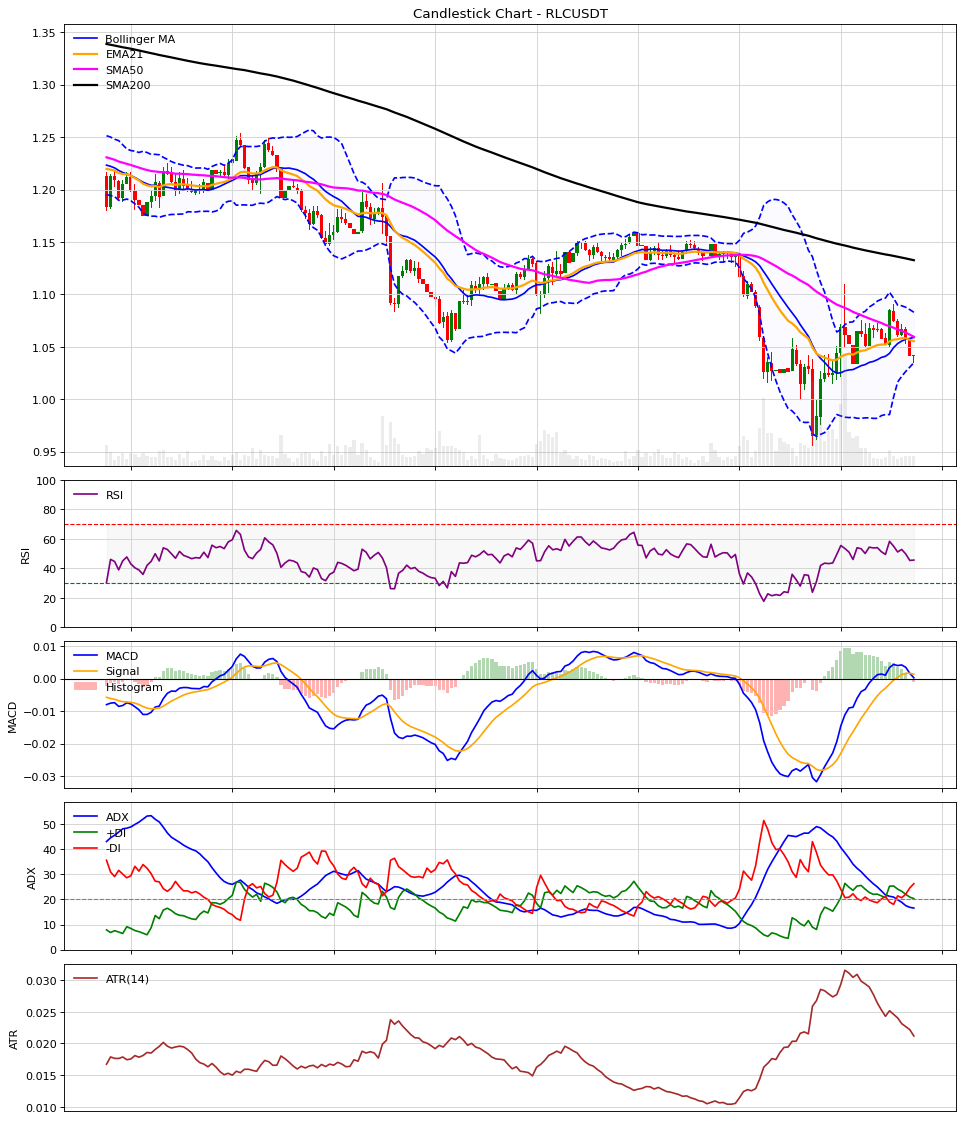 Candlestick Chart - RLCUSDT
1.35
1.30
1.25
1.20
1.15
1.10
1.05
1.00
0.95
Bollinger MA
EMA21
SMA50
SMA200
100
80
60
40
20
0
RSI
RSI
0.01
0.00
−0.01
−0.02
−0.03
MACD
MACD
Signal
Histogram
50
40
30
20
10
0
ADX
ADX
+DI
-DI
0.030
0.025
0.020
0.015
0.010
ATR
ATR(14)